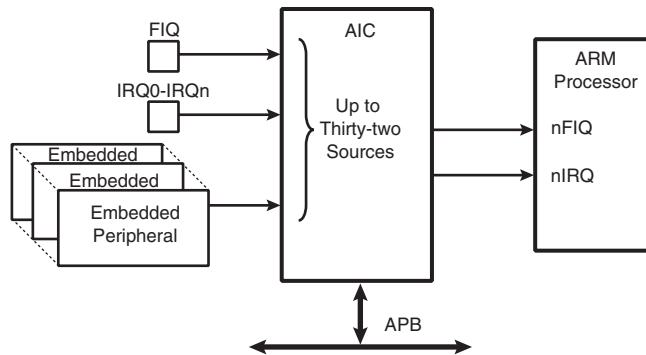 FIQ
IRQ0-IRQn
Embedded
Embedded
Embedded
Peripheral
AIC
Up to
Thirty-two
Sources
ARM
Processor
nFIQ
nIRQ
APB